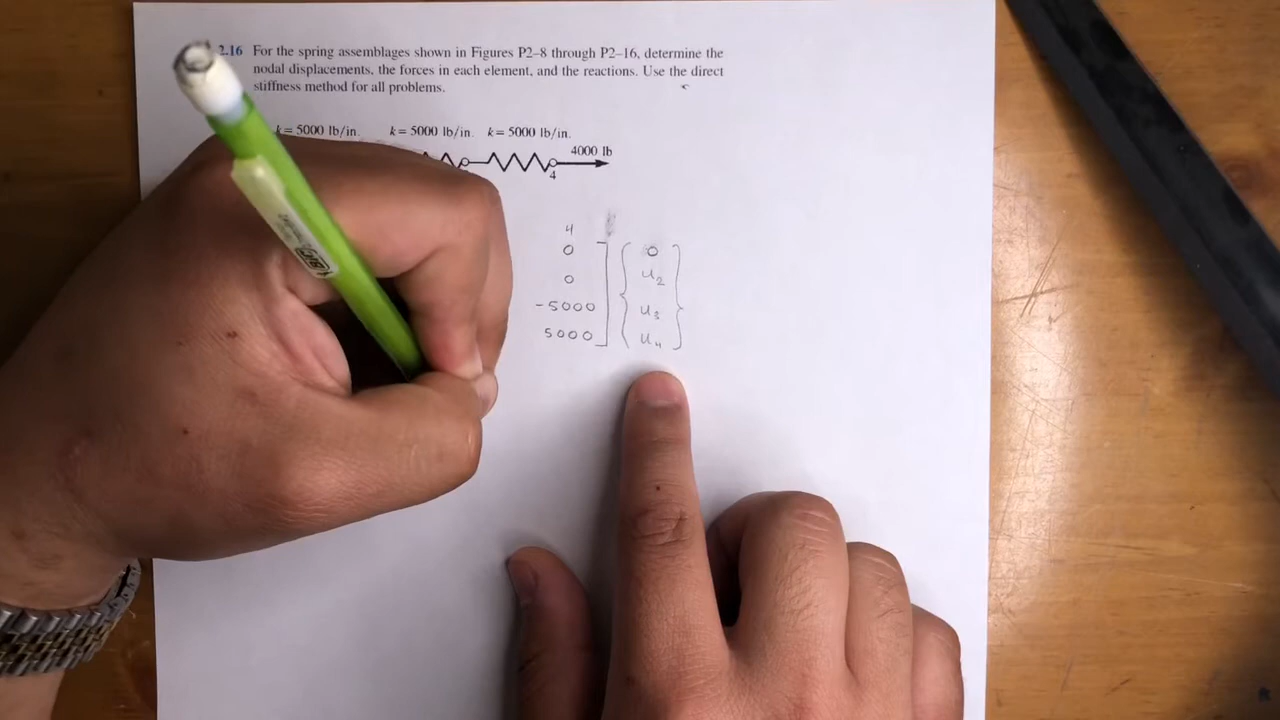 2.16 For the spring assemblages shown in Figures P2–8 through P2–16, determine the
nodal displacements, the forces in each element, and the reactions. Use the direct
stiffness method for all problems.
k = 5000 lb/in. k = 5000 lb/in. k = 5000 lb/in.
4000 lb
4
4
0 0
0 u2
-5000 u3
5000 u4
BIC